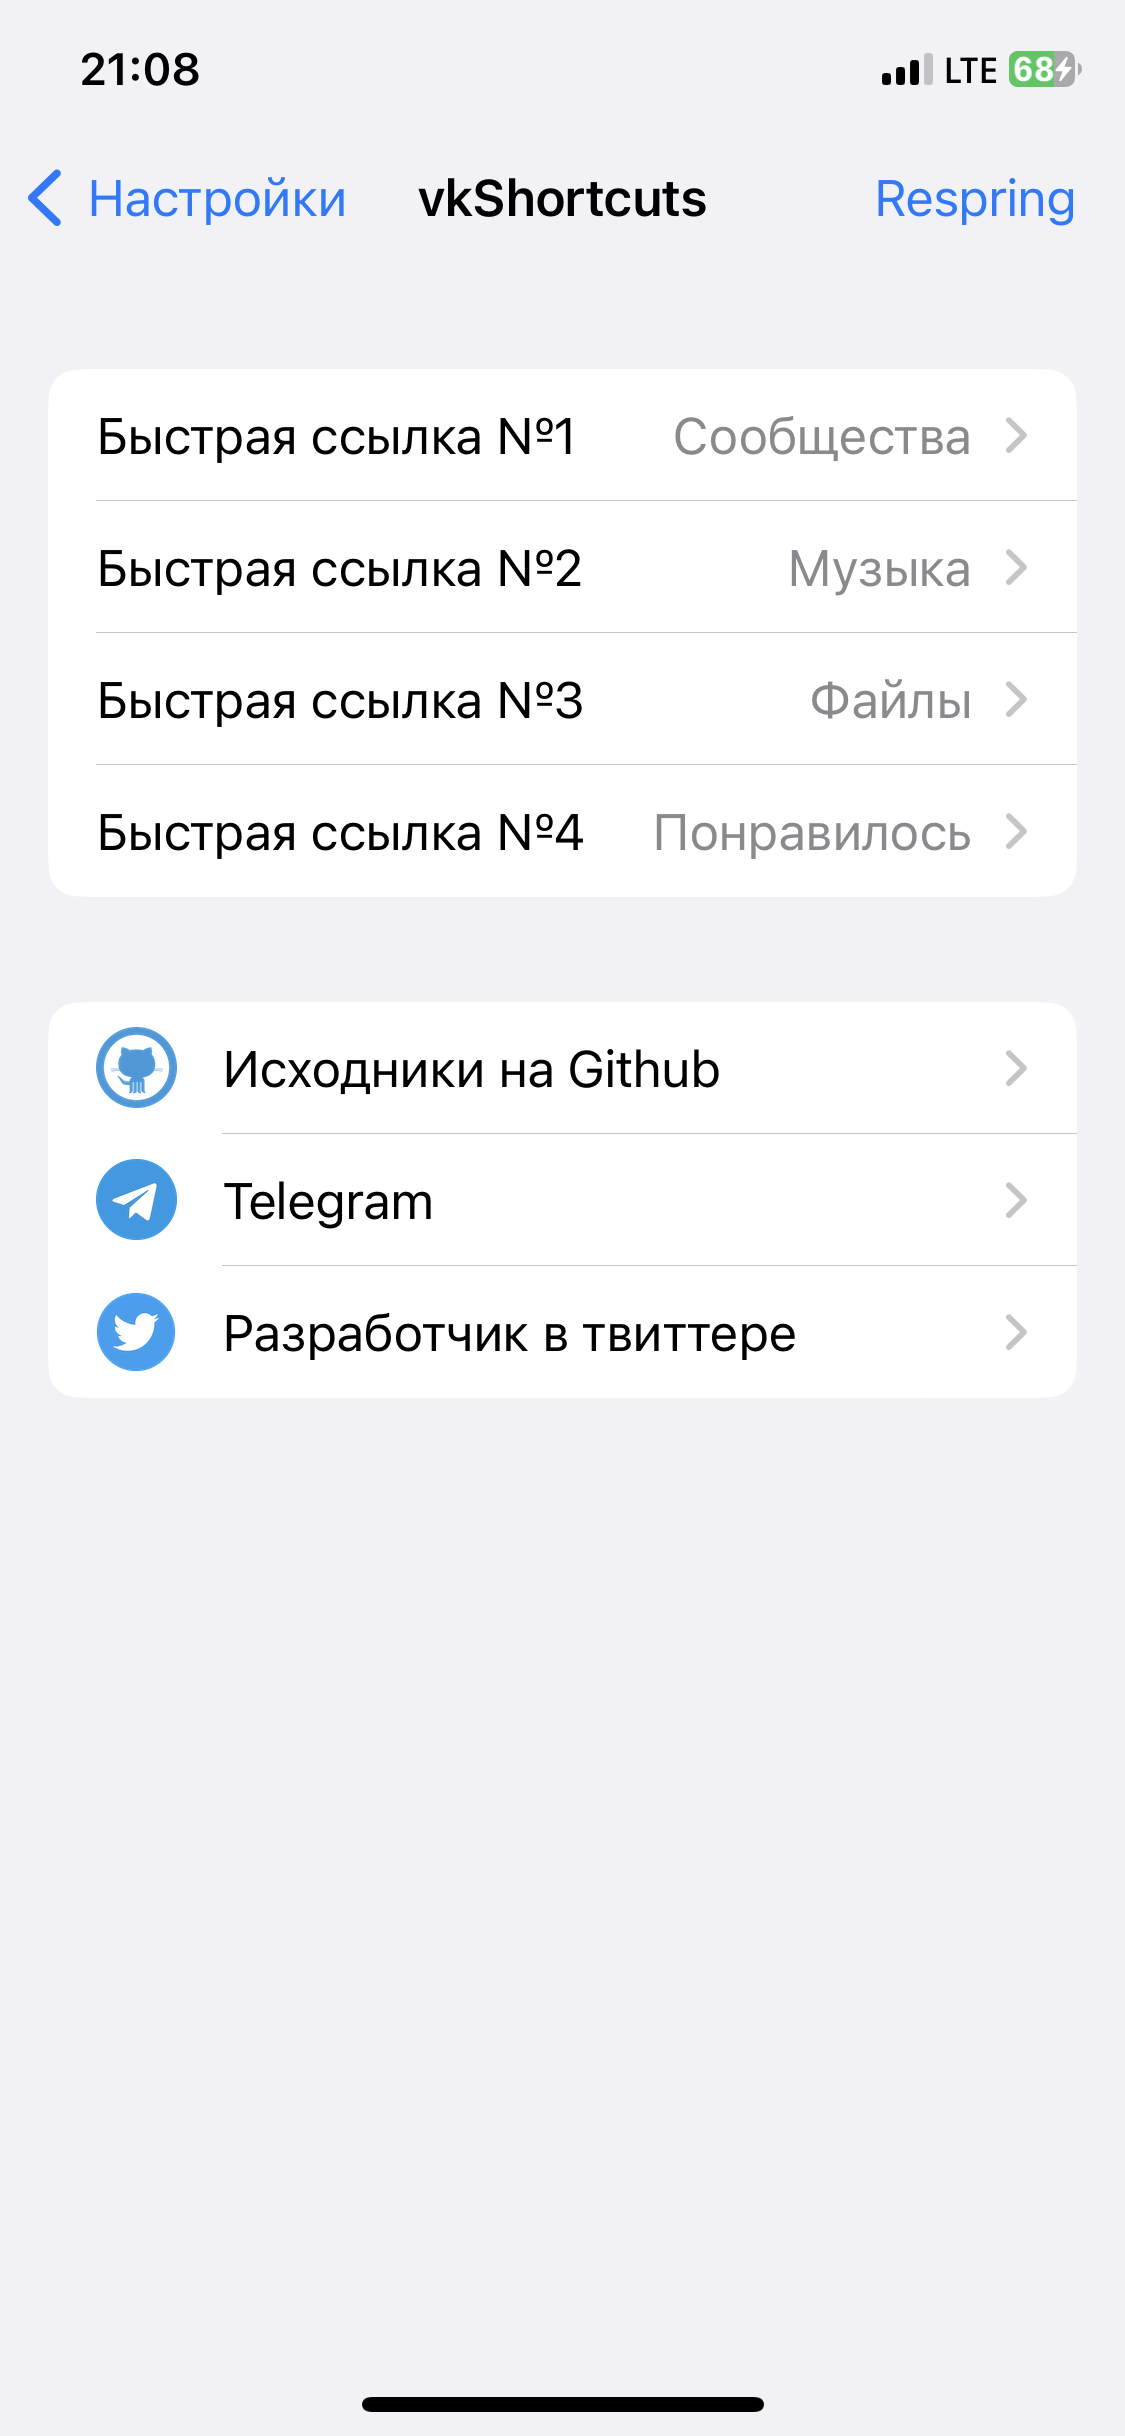 21:08 LTE 68
Настройки vkShortcuts Respring
Быстрая ссылка №1 Сообщества
Быстрая ссылка №2 Музыка
Быстрая ссылка №3 Файлы
Быстрая ссылка №4 Понравилось
Исходники на Github
Telegram
Разработчик в твиттере